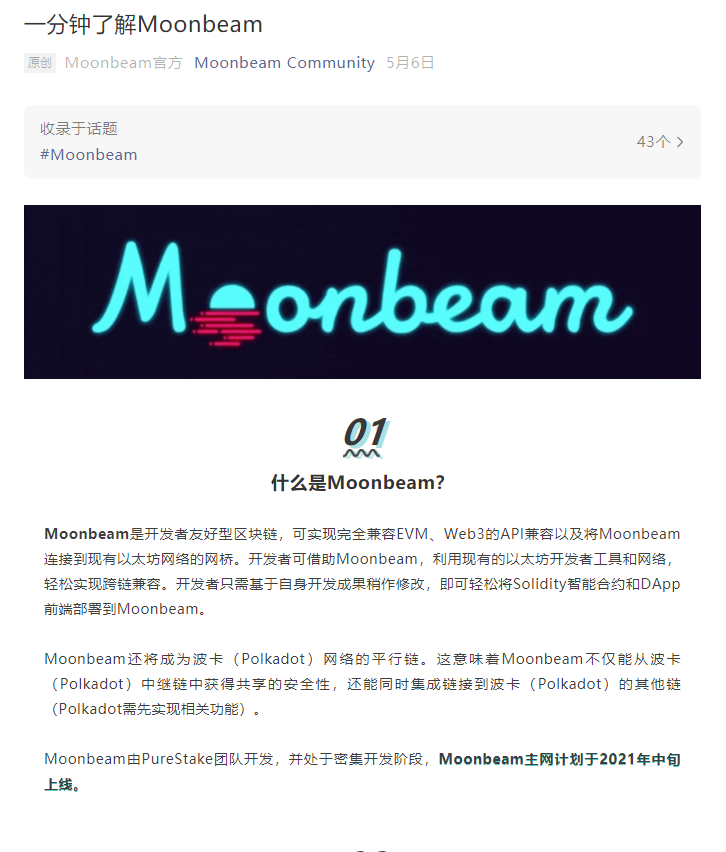 一分钟了解Moonbeam
原创 Moonbeam官方 Moonbeam Community 5月6日
收录于话题
#Moonbeam
43个
Moonbeam
01
什么是Moonbeam?
Moonbeam是开发者友好型区块链，可实现完全兼容EVM、Web3的API兼容以及将Moonbeam
连接到现有以太坊网络的网桥。开发者可借助Moonbeam，利用现有的以太坊开发者工具和网络，
轻松实现跨链兼容。开发者只需基于自身开发成果稍作修改，即可轻松将Solidity智能合约和DApp
前端部署到Moonbeam。
Moonbeam还将成为波卡（Polkadot）网络的平行链。这意味着Moonbeam不仅能从波卡
（Polkadot）中继链中获得共享的安全性，还能同时集成链接到波卡（Polkadot）的其他链
（Polkadot需先实现相关功能）。
Moonbeam由PureStake团队开发，并处于密集开发阶段，Moonbeam主网计划于2021年中旬
上线。